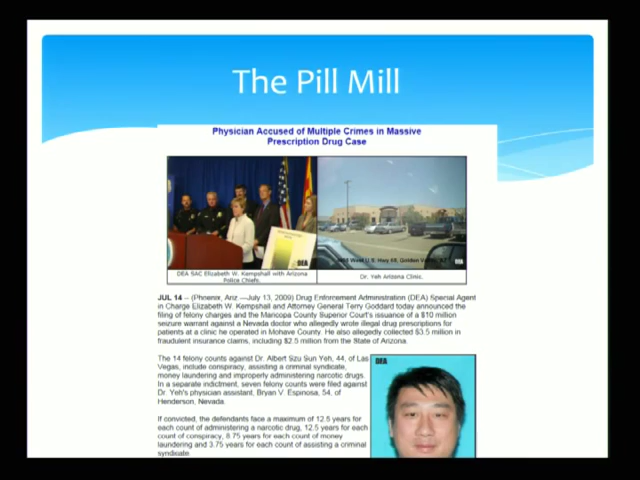 The Pill Mill
Physician Accused of Multiple Crimes in Massive
Prescription Drug Case
DEA
DEA
DEA SAC Elizabeth W. Kempshall with Arizona
Police Chiefs.
Dr. Yeh Arizona Clinic.
JUL 14 -- (Phoenix, Ariz —July 13, 2009) Drug Enforcement Administration (DEA) Special Agent
in Charge Elizabeth W. Kempshall and Attorney General Terry Goddard today announced the
filing of felony charges and the Maricopa County Superior Court's issuance of a $10 million
seizure warrant against a Nevada doctor who allegedly wrote illegal drug prescriptions for
patients at a clinic he operated in Mohave County. He also allegedly collected $3.5 million in
fraudulent insurance claims, including $2.5 million from the State of Arizona.
The 14 felony counts against Dr. Albert Szu Sun Yeh, 44, of Las
Vegas, include conspiracy, assisting a criminal syndicate,
money laundering and improperly administering narcotic drugs.
In a separate indictment, seven felony counts were filed against
Dr. Yeh's physician assistant, Bryan V. Espinosa, 54, of
Henderson, Nevada.
DEA
If convicted, the defendants face a maximum of 12.5 years for
each count of administering a narcotic drug, 12.5 years for each
count of conspiracy, 8.75 years for each count of money
laundering and 3.75 years for each count of assisting a criminal
syndicate